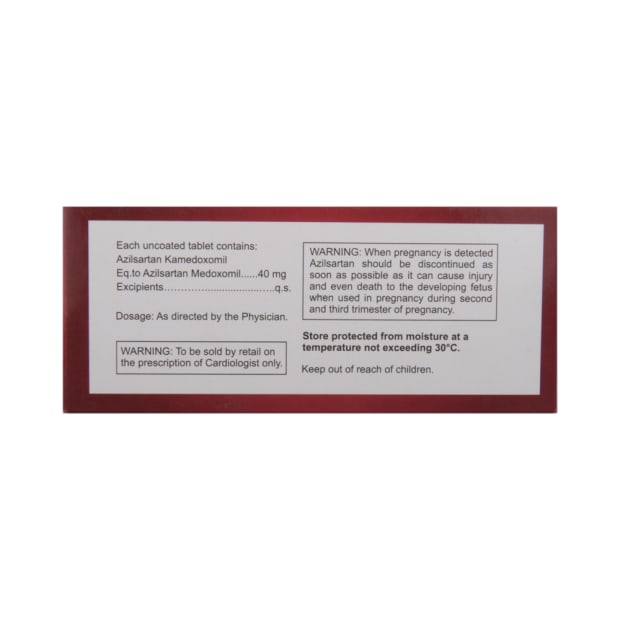 Each uncoated tablet contains:
Azilsartan Kamedoxomil
Eq.to Azilsartan Medoxomil......40 mg
Excipients.......................................q.s.
Dosage: As directed by the Physician.
WARNING: To be sold by retail on
the prescription of Cardiologist only.
WARNING: When pregnancy is detected
Azilsartan should be discontinued as
soon as possible as it can cause injury
and even death to the developing fetus
when used in pregnancy during second
and third trimester of pregnancy.
Store protected from moisture at a
temperature not exceeding 30°C.
Keep out of reach of children.